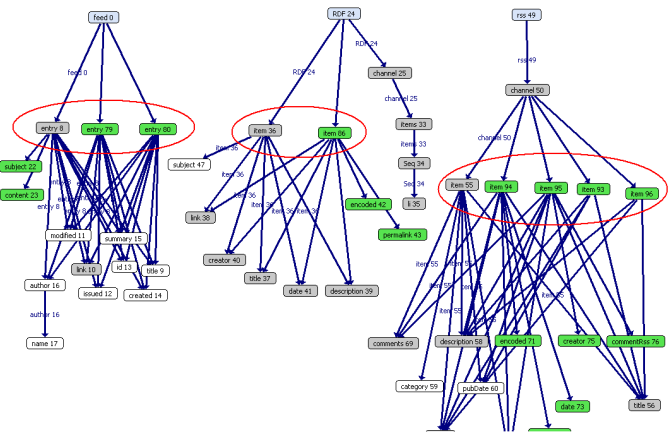 feed 0
RDF 24
rss 49
feed 0
RDF 24
RDF 24
rss 49
channel 25
channel 50
channel 25
entry 8
entry 79
entry 80
item 36
item 86
items 33
channel 50
items 33
subject 22
subject 47
item 36
Seq 34
item 55
item 94
item 95
item 93
item 96
content 23
item 36
Seq 34
entry 8
link 38
encoded 42
li 35
modified 11
summary 15
permalink 43
creator 40
item 55
link 10
id 13
title 9
title 37
author 16
issued 12
created 14
date 41
description 39
item 55
author 16
item 55
name 17
comments 69
description 58
encoded 71
creator 75
commentRss 76
category 59
pubDate 60
date 73
title 56